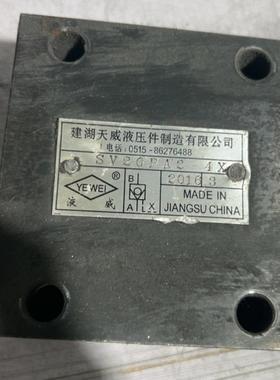 建湖天威液压件制造有限公司
电话:0515-86276488
SV20PA2 4X
YEWEI ®
液威
B
A L X
2016 3
MADE IN
JIANGSU CHINA